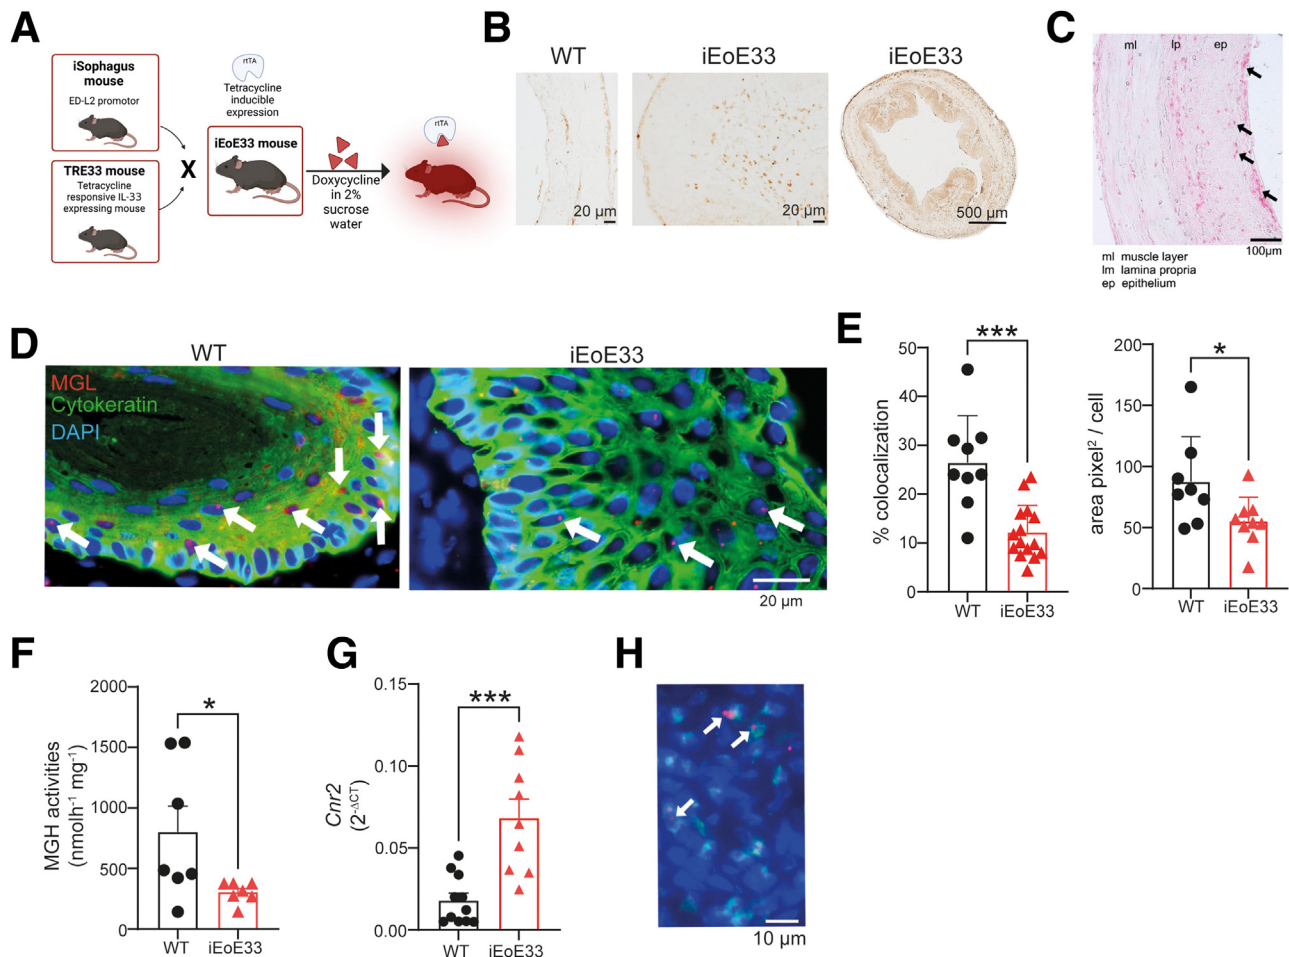 A
iSophagus
mouse
ED-L2 promotor
TRE33 mouse
Tetracycline
responsive IL-33
expressing mouse
X
rtTA
Tetracycline
inducible
expression
iEoE33 mouse
Doxycycline
in 2%
sucrose
water
rtTA
B
WT
iEoE33
iEoE33
20 µm
20 µm
500 µm
C
ml lp ep
100µm
ml muscle layer
lm lamina propria
ep epithelium
D
WT
iEoE33
MGL
Cytokeratin
DAPI
20 µm
E
% colocalization
50
40
30
20
10
0
***
WT iEoE33
area pixel² / cell
200
150
100
50
0
*
WT iEoE33
F
MGH activities
(nmolh⁻¹ mg⁻¹)
2000
1500
1000
500
0
*
WT iEoE33
G
Cnr2
(2^-ΔCT)
0.15
0.10
0.05
0.00
***
WT iEoE33
H
10 µm